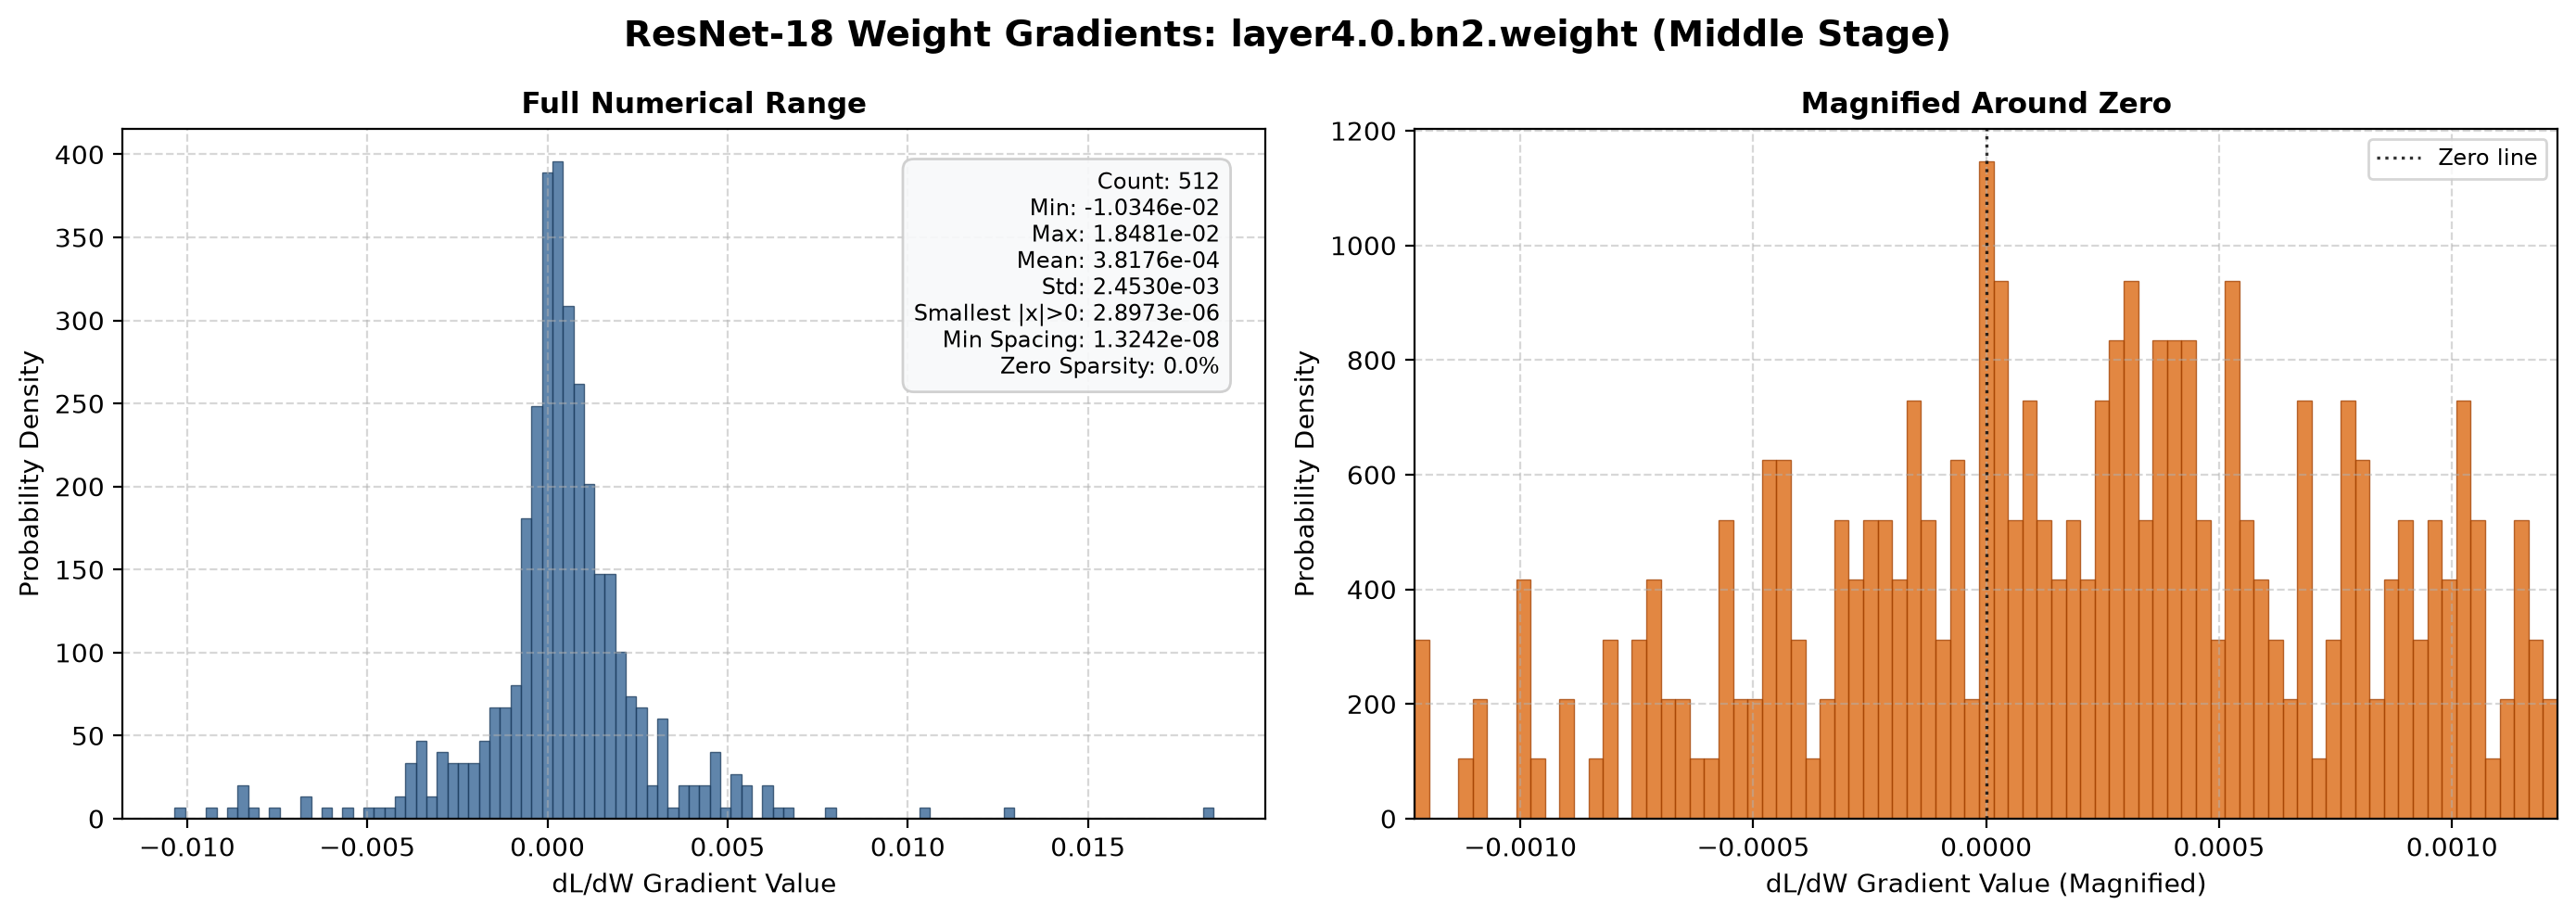 ResNet-18 Weight Gradients: layer4.0.bn2.weight (Middle Stage)
Full Numerical Range
Probability Density
400
350
300
250
200
150
100
50
0
Count: 512
Min: -1.0346e-02
Max: 1.8481e-02
Mean: 3.8176e-04
Std: 2.4530e-03
Smallest |x|>0: 2.8973e-06
Min Spacing: 1.3242e-08
Zero Sparsity: 0.0%
−0.010 −0.005 0.000 0.005 0.010 0.015
dL/dW Gradient Value
Magnified Around Zero
Probability Density
1200
1000
800
600
400
200
0
Zero line
−0.0010 −0.0005 0.0000 0.0005 0.0010
dL/dW Gradient Value (Magnified)